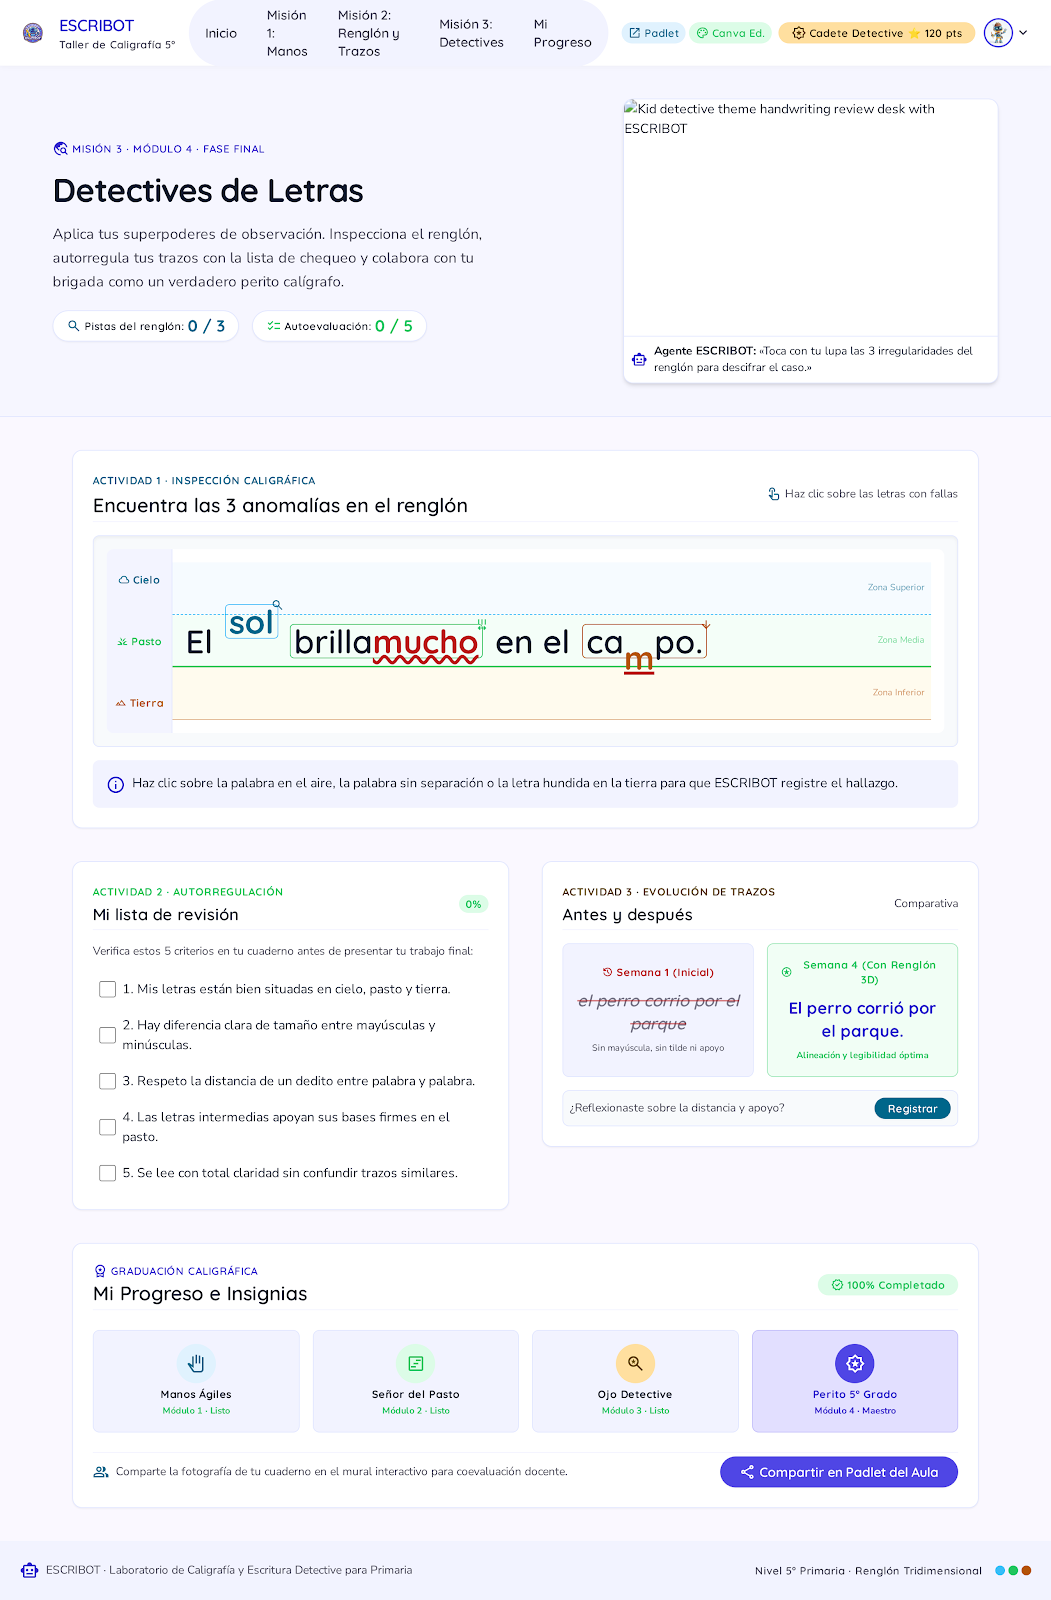 ESCRIBOT
Taller de Caligrafía 5º
Inicio
Misión
1:
Manos
Misión 2:
Renglón y
Trazos
Misión 3:
Detectives
Mi
Progreso
Padlet
Canva Ed.
Cadete Detective ⭐ 120 pts
MISIÓN 3 · MÓDULO 4 · FASE FINAL
Detectives de Letras
Aplica tus superpoderes de observación. Inspecciona el renglón,
autorregula tus trazos con la lista de chequeo y colabora con tu
brigada como un verdadero perito calígrafo.
Pistas del renglón: 0 / 3
Autoevaluación: 0 / 5
Kid detective theme handwriting review desk with
ESCRIBOT
Agente ESCRIBOT: «Toca con tu lupa las 3 irregularidades del
renglón para descifrar el caso.»
ACTIVIDAD 1 · INSPECCIÓN CALIGRÁFICA
Encuentra las 3 anomalías en el renglón
Haz clic sobre las letras con fallas
Cielo
Zona Superior
Pasto
El sol brillamucho en el campo.
Zona Media
Tierra
Zona Inferior
Haz clic sobre la palabra en el aire, la palabra sin separación o la letra hundida en la tierra para que ESCRIBOT registre el hallazgo.
ACTIVIDAD 2 · AUTORREGULACIÓN
Mi lista de revisión
0%
Verifica estos 5 criterios en tu cuaderno antes de presentar tu trabajo final:
1. Mis letras están bien situadas en cielo, pasto y tierra.
2. Hay diferencia clara de tamaño entre mayúsculas y
minúsculas.
3. Respeto la distancia de un dedito entre palabra y palabra.
4. Las letras intermedias apoyan sus bases firmes en el
pasto.
5. Se lee con total claridad sin confundir trazos similares.
ACTIVIDAD 3 · EVOLUCIÓN DE TRAZOS
Antes y después
Comparativa
Semana 1 (Inicial)
el perro corrio por el
parque
Sin mayúscula, sin tilde ni apoyo
Semana 4 (Con Renglón
3D)
El perro corrió por
el parque.
Alineación y legibilidad óptima
¿Reflexionaste sobre la distancia y apoyo?
Registrar
GRADUACIÓN CALIGRÁFICA
Mi Progreso e Insignias
100% Completado
Manos Ágiles
Módulo 1 · Listo
Señor del Pasto
Módulo 2 · Listo
Ojo Detective
Módulo 3 · Listo
Perito 5º Grado
Módulo 4 · Maestro
Comparte la fotografía de tu cuaderno en el mural interactivo para coevaluación docente.
Compartir en Padlet del Aula
ESCRIBOT · Laboratorio de Caligrafía y Escritura Detective para Primaria
Nivel 5º Primaria · Renglón Tridimensional